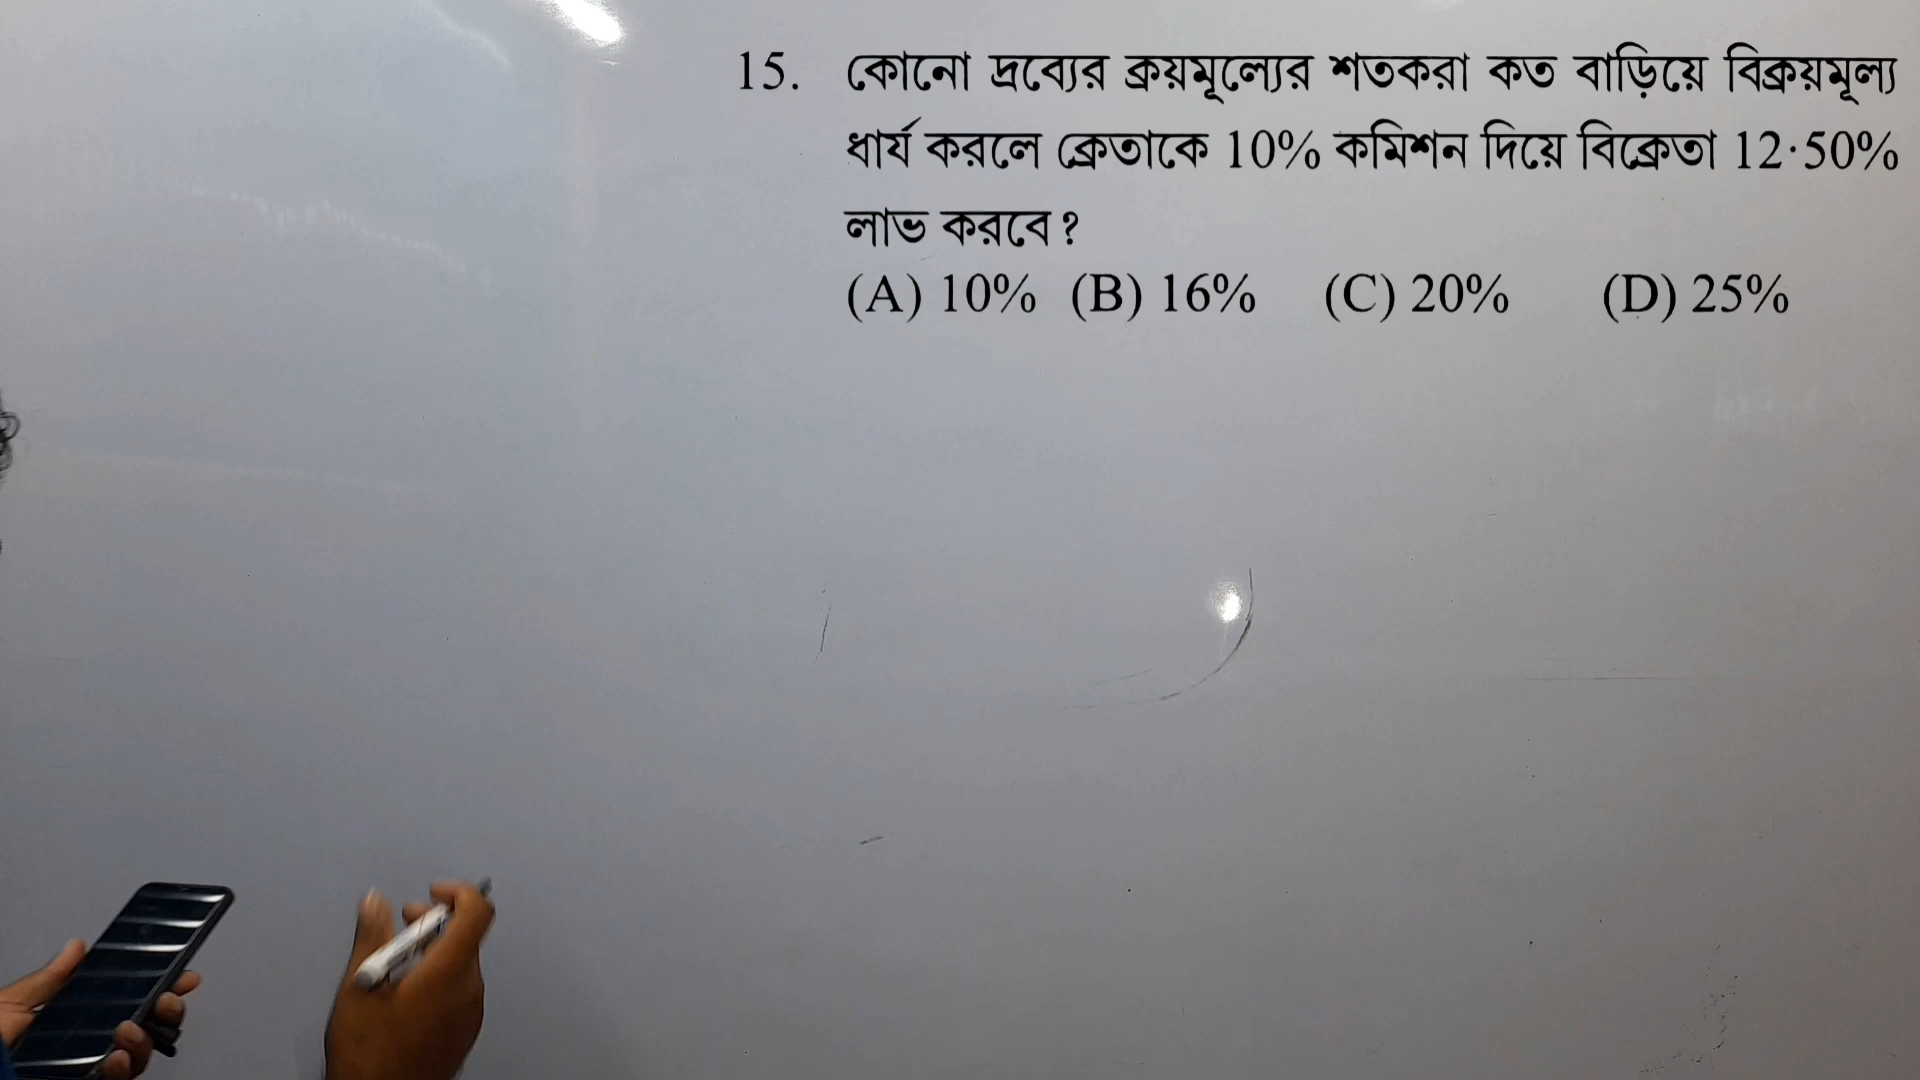 15. কোনো দ্রব্যের ক্রয়মূল্যের শতকরা কত বাড়িয়ে বিক্রয়মূল্য
ধার্য করলে ক্রেতাকে 10% কমিশন দিয়ে বিক্রেতা 12·50%
লাভ করবে?
(A) 10% (B) 16% (C) 20% (D) 25%